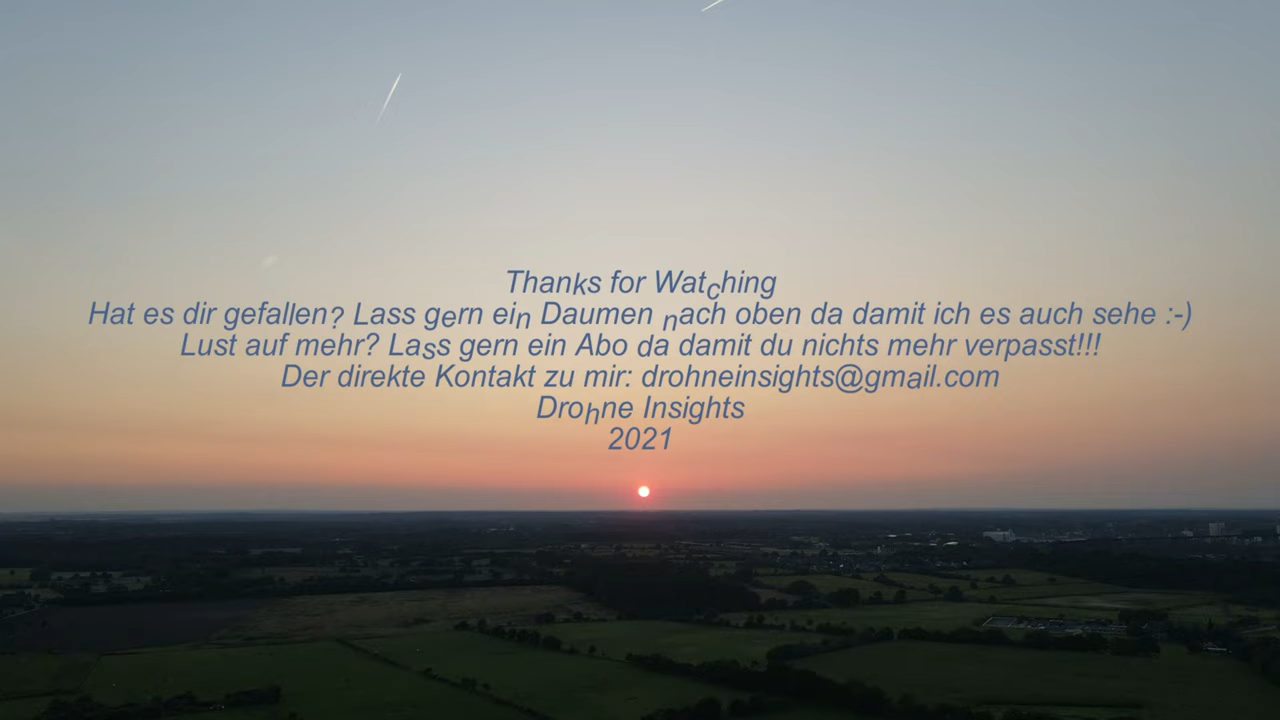 Thanks for Watching
Hat es dir gefallen? Lass gern ein Daumen nach oben da damit ich es auch sehe :-)
Lust auf mehr? Lass gern ein Abo da damit du nichts mehr verpasst!!!
Der direkte Kontakt zu mir: drohneinsights@gmail.com
Drohne Insights
2021